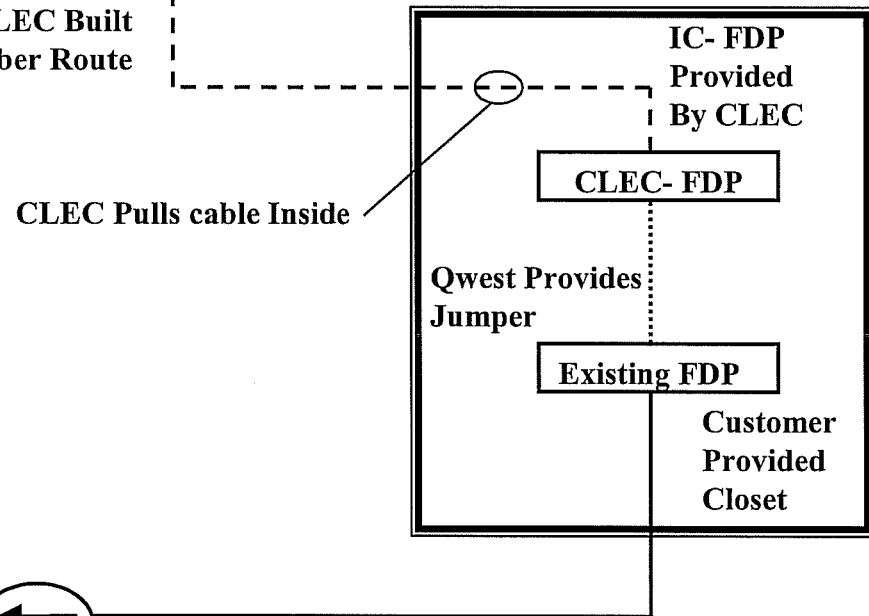 LEC Built
ber Route
IC- FDP
Provided
By CLEC
CLEC- FDP
CLEC Pulls cable Inside
Qwest Provides
Jumper
Existing FDP
Customer
Provided
Closet